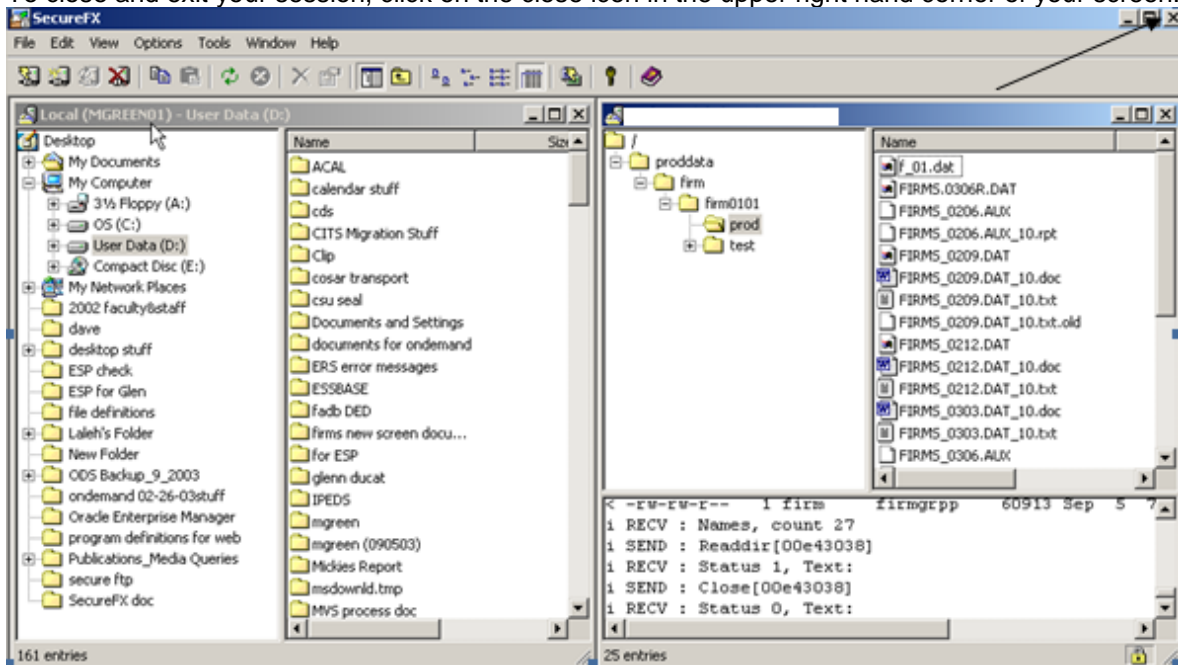 To close and exit your session, click on the close icon in the upper right hand corner of your screen.
SecureFX
File Edit View Options Tools Window Help
Local (MGREEN01) - User Data (D:)
Desktop
My Documents
My Computer
3½ Floppy (A:)
OS (C:)
User Data (D:)
Compact Disc (E:)
My Network Places
2002 faculty&staff
dave
desktop stuff
ESP check
ESP for Glen
file definitions
Laleh's Folder
New Folder
ODS Backup_9_2003
ondemand 02-26-03stuff
Oracle Enterprise Manager
program definitions for web
Publications_Media Queries
secure ftp
SecureFX doc
Name Size
ACAL
calendar stuff
cds
CITS Migration Stuff
Clip
cosar transport
csu seal
Documents and Settings
documents for ondemand
ERS error messages
ESSBASE
fadb DED
firms new screen docu...
for ESP
glenn ducat
IPEDS
mgreen
mgreen (090503)
Mickies Report
msdownld.tmp
MVS process doc
161 entries
/
proddata
firm
firm0101
prod
test
Name
f_01.dat
FIRMS.0306R.DAT
FIRMS_0206.AUX
FIRMS_0206.AUX_10.rpt
FIRMS_0209.DAT
FIRMS_0209.DAT_10.doc
FIRMS_0209.DAT_10.txt
FIRMS_0209.DAT_10.txt.old
FIRMS_0212.DAT
FIRMS_0212.DAT_10.doc
FIRMS_0212.DAT_10.txt
FIRMS_0303.DAT_10.doc
FIRMS_0303.DAT_10.txt
FIRMS_0306.AUX
< -rw-rw-r-- 1 firm firmgrpp 60913 Sep 5 7
i RECV : Names, count 27
i SEND : Readdir[00e43038]
i RECV : Status 1, Text:
i SEND : Close[00e43038]
i RECV : Status 0, Text:
25 entries